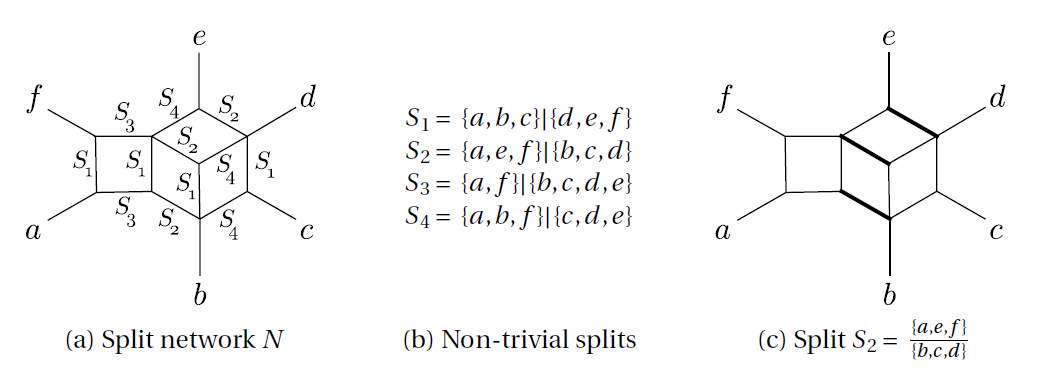 e
f
d
S₃
S₄
S₂
S₂
S₁
S₁
S₄
S₁
S₁
S₃
S₂
S₄
a
c
b
(a) Split network N
S₁ = {a,b,c}|{d,e,f}
S₂ = {a,e,f}|{b,c,d}
S₃ = {a,f}|{b,c,d,e}
S₄ = {a,b,f}|{c,d,e}
(b) Non-trivial splits
e
f
d
a
c
b
(c) Split S₂ = {a,e,f}
{b,c,d}